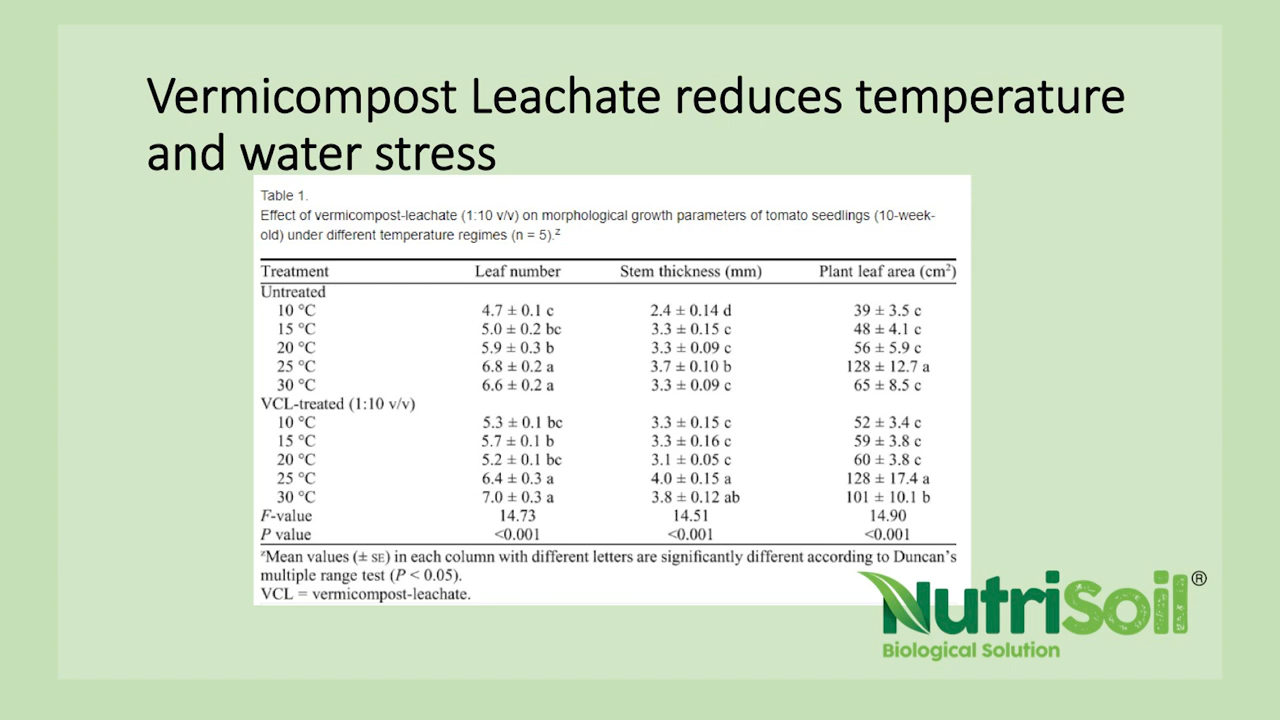 Vermicompost Leachate reduces temperature
and water stress
Table 1.
Effect of vermicompost-leachate (1:10 v/v) on morphological growth parameters of tomato seedlings (10-week-
old) under different temperature regimes (n = 5).ᶻ
Treatment Leaf number Stem thickness (mm) Plant leaf area (cm²)
Untreated
10 °C 4.7 ± 0.1 c 2.4 ± 0.14 d 39 ± 3.5 c
15 °C 5.0 ± 0.2 bc 3.3 ± 0.15 c 48 ± 4.1 c
20 °C 5.9 ± 0.3 b 3.3 ± 0.09 c 56 ± 5.9 c
25 °C 6.8 ± 0.2 a 3.7 ± 0.10 b 128 ± 12.7 a
30 °C 6.6 ± 0.2 a 3.3 ± 0.09 c 65 ± 8.5 c
VCL-treated (1:10 v/v)
10 °C 5.3 ± 0.1 bc 3.3 ± 0.15 c 52 ± 3.4 c
15 °C 5.7 ± 0.1 b 3.3 ± 0.16 c 59 ± 3.8 c
20 °C 5.2 ± 0.1 bc 3.1 ± 0.05 c 60 ± 3.8 c
25 °C 6.4 ± 0.3 a 4.0 ± 0.15 a 128 ± 17.4 a
30 °C 7.0 ± 0.3 a 3.8 ± 0.12 ab 101 ± 10.1 b
F-value 14.73 14.51 14.90
P value <0.001 <0.001 <0.001
ᶻMean values (± SE) in each column with different letters are significantly different according to Duncan's
multiple range test (P < 0.05).
VCL = vermicompost-leachate.
NutriSoil®
Biological Solution